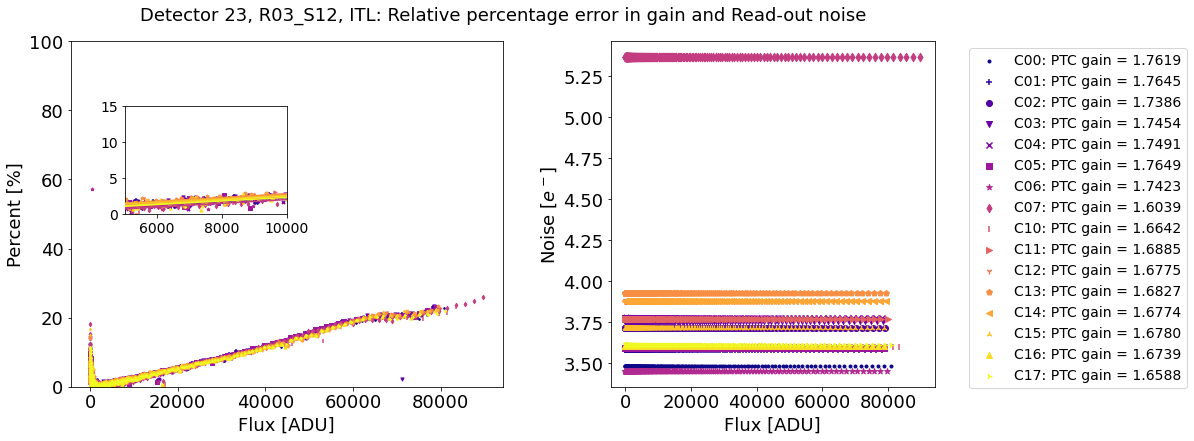 Detector 23, R03_S12, ITL: Relative percentage error in gain and Read-out noise
Percent [%]
100
80
60
40
20
0
15
10
5
0
6000 8000 10000
0 20000 40000 60000 80000
Flux [ADU]
Noise [e⁻]
5.25
5.00
4.75
4.50
4.25
4.00
3.75
3.50
0 20000 40000 60000 80000
Flux [ADU]
C00: PTC gain = 1.7619
C01: PTC gain = 1.7645
C02: PTC gain = 1.7386
C03: PTC gain = 1.7454
C04: PTC gain = 1.7491
C05: PTC gain = 1.7649
C06: PTC gain = 1.7423
C07: PTC gain = 1.6039
C10: PTC gain = 1.6642
C11: PTC gain = 1.6885
C12: PTC gain = 1.6775
C13: PTC gain = 1.6827
C14: PTC gain = 1.6774
C15: PTC gain = 1.6780
C16: PTC gain = 1.6739
C17: PTC gain = 1.6588